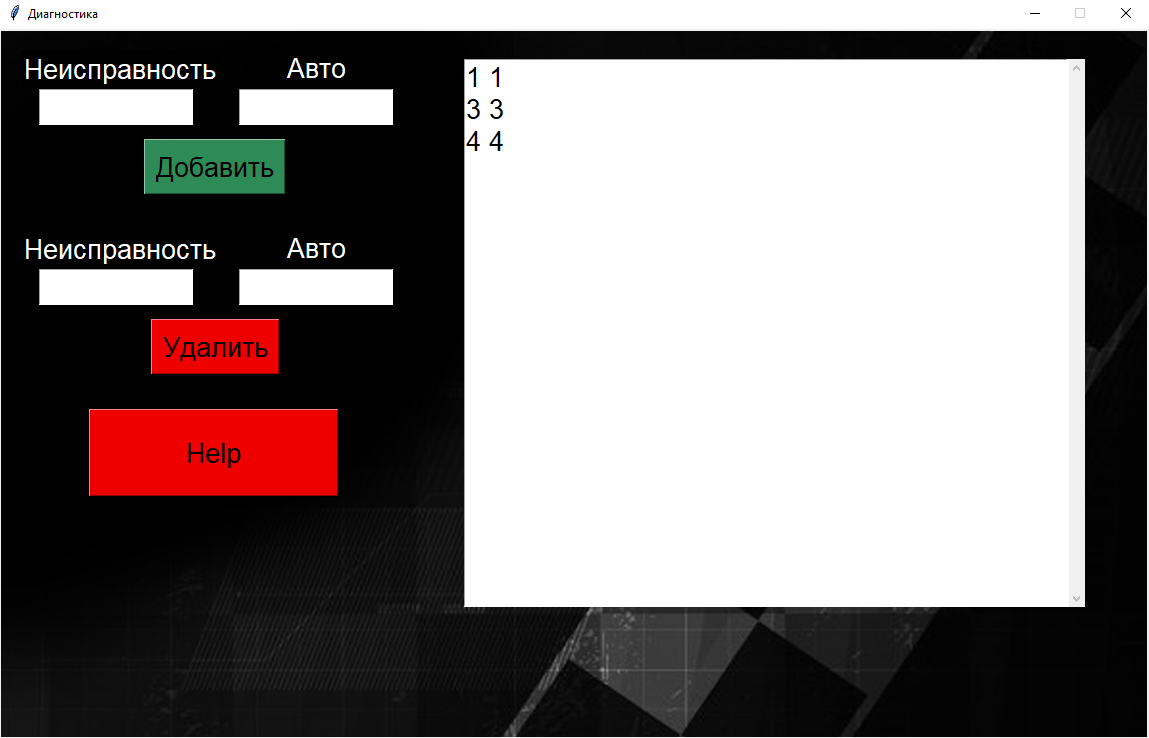 Диагностика
Неисправность Авто
Добавить
Неисправность Авто
Удалить
Help
1 1
3 3
4 4